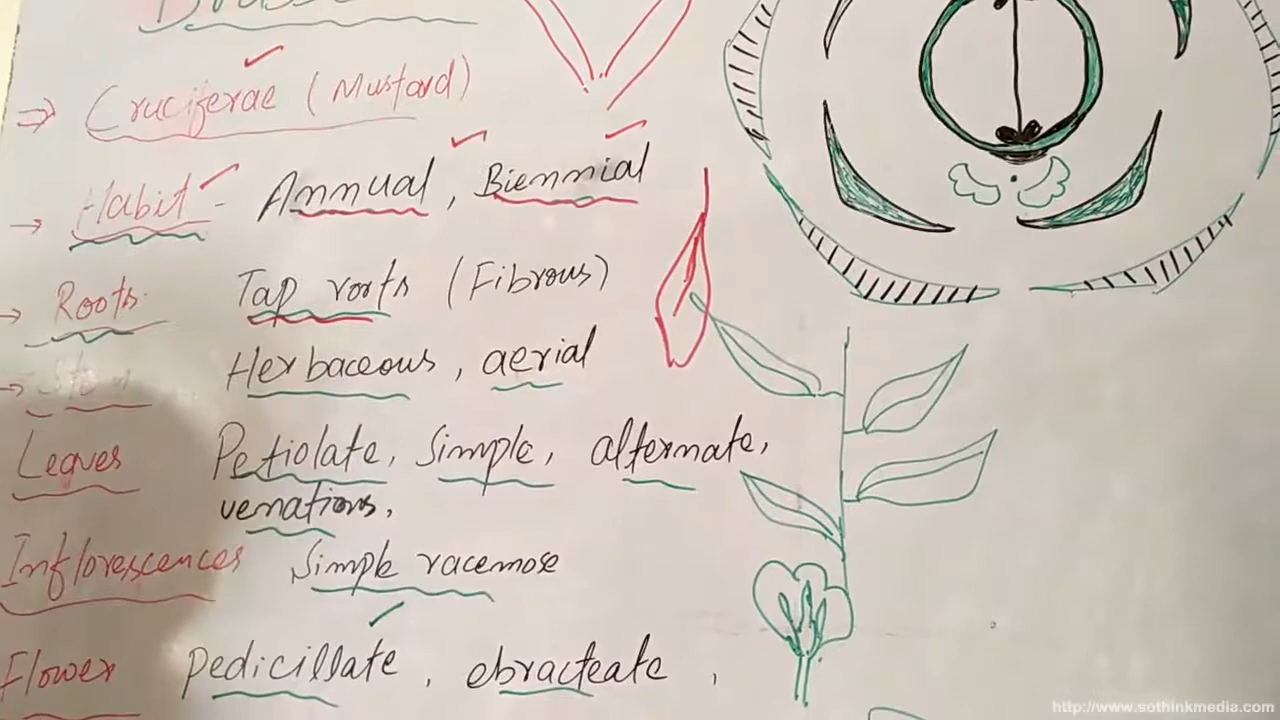 ⇒ Cruciferae (Mustard)
→ Habit - Annual, Biennial
→ Roots Tap roots (Fibrous)
→ Stem Herbaceous, aerial
Leaves Petiolate, Simple, alternate,
venations,
Inflorescences Simple racemose
Flower Pedicillate, ebracteate,
http://www.sothinkmedia.com